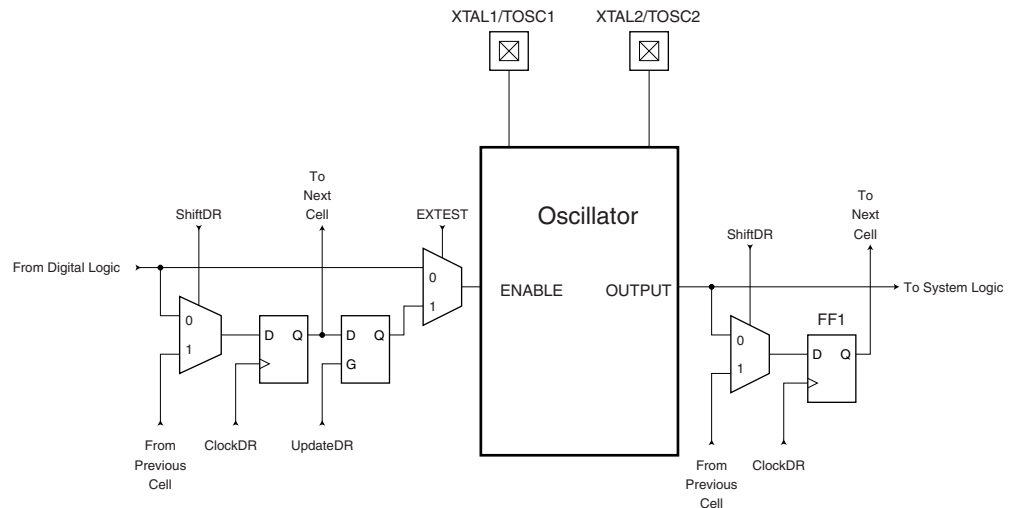 XTAL1/TOSC1
XTAL2/TOSC2
To
Next
Cell
ShiftDR
EXTEST
Oscillator
To
Next
Cell
ShiftDR
From Digital Logic
0
1
ENABLE
OUTPUT
To System Logic
0
1
D
Q
D
Q
G
FF1
0
1
D
Q
From
Previous
Cell
ClockDR
UpdateDR
From
Previous
Cell
ClockDR